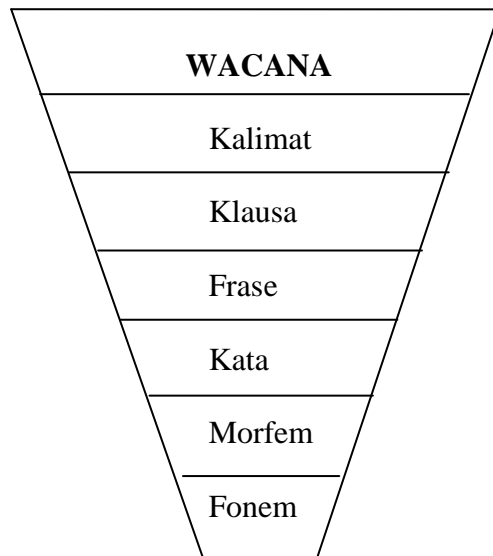 WACANA
Kalimat
Klausa
Frase
Kata
Morfem
Fonem